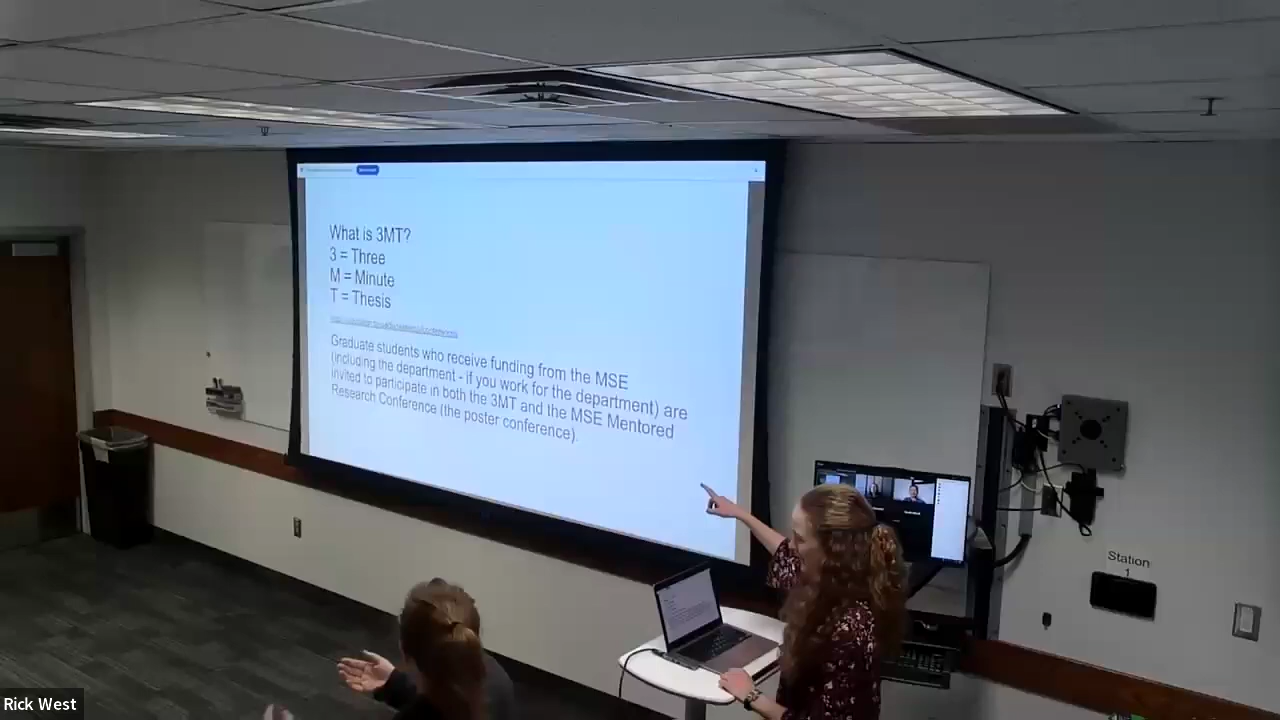 What is 3MT?
3 = Three
M = Minute
T = Thesis
Graduate students who receive funding from the MSE
(including the department - if you work for the department) are
invited to participate in both the 3MT and the MSE Mentored
Research Conference (the poster conference).
Station
1
Rick West